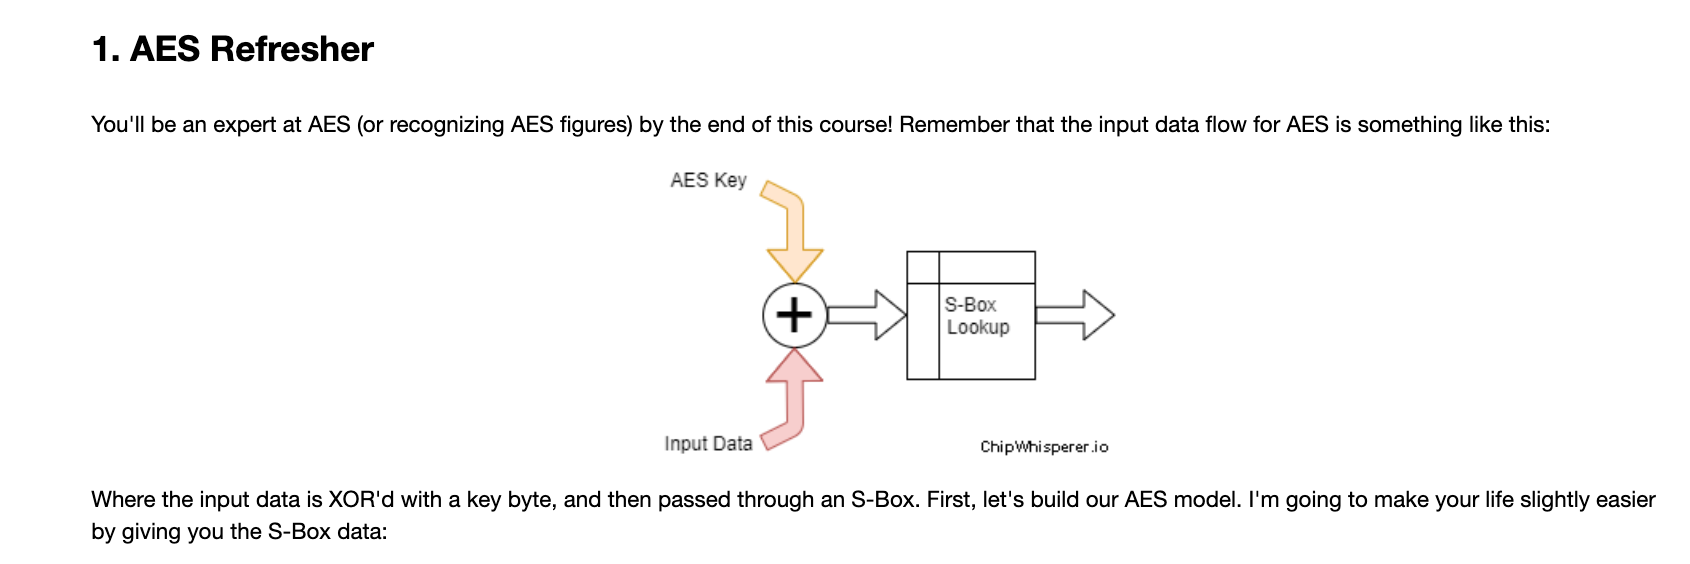 1. AES Refresher
You'll be an expert at AES (or recognizing AES figures) by the end of this course! Remember that the input data flow for AES is something like this:
AES Key
+
S-Box
Lookup
Input Data
ChipWhisperer.io
Where the input data is XOR'd with a key byte, and then passed through an S-Box. First, let's build our AES model. I'm going to make your life slightly easier
by giving you the S-Box data: